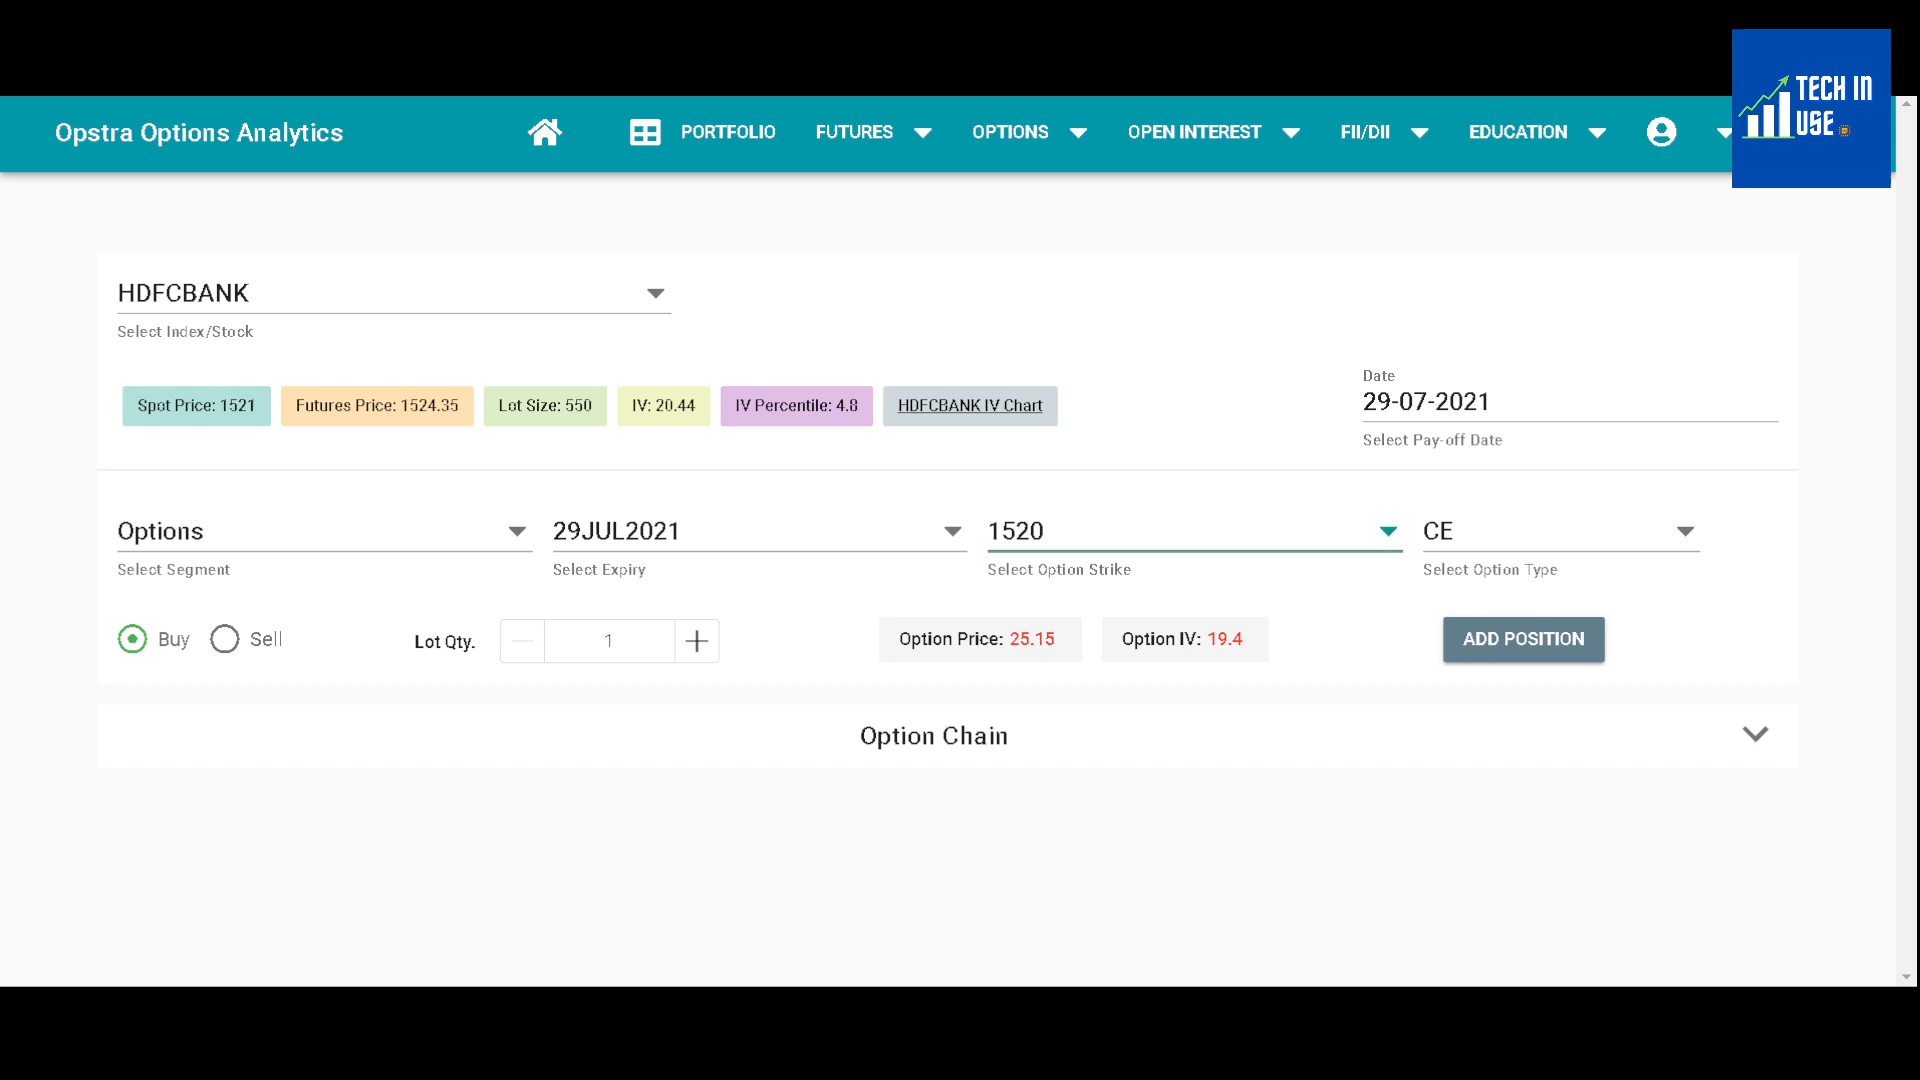 TECH IN
USE
Opstra Options Analytics
PORTFOLIO
FUTURES
OPTIONS
OPEN INTEREST
FII/DII
EDUCATION
HDFCBANK
Select Index/Stock
Spot Price: 1521
Futures Price: 1524.35
Lot Size: 550
IV: 20.44
IV Percentile: 4.8
HDFCBANK IV Chart
Date
29-07-2021
Select Pay-off Date
Options
Select Segment
29JUL2021
Select Expiry
1520
Select Option Strike
CE
Select Option Type
Buy
Sell
Lot Qty.
1
Option Price: 25.15
Option IV: 19.4
ADD POSITION
Option Chain